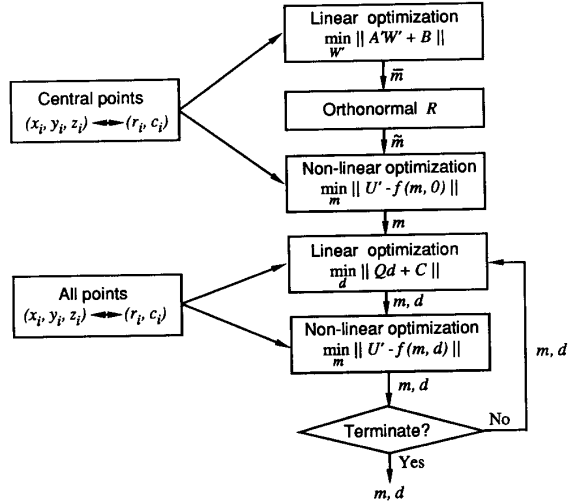 Linear optimization
min || A'W' + B ||
W'
m̅
Central points
(xᵢ, yᵢ, zᵢ) ◄─► (rᵢ, cᵢ)
Orthonormal R
m̃
Non-linear optimization
min || U' - f(m, 0) ||
m
m
Linear optimization
min || Qd + C ||
d
All points
(xᵢ, yᵢ, zᵢ) ◄─► (rᵢ, cᵢ)
m, d
Non-linear optimization
min || U' - f(m, d) ||
m
m, d
m, d
Terminate?
No
Yes
m, d